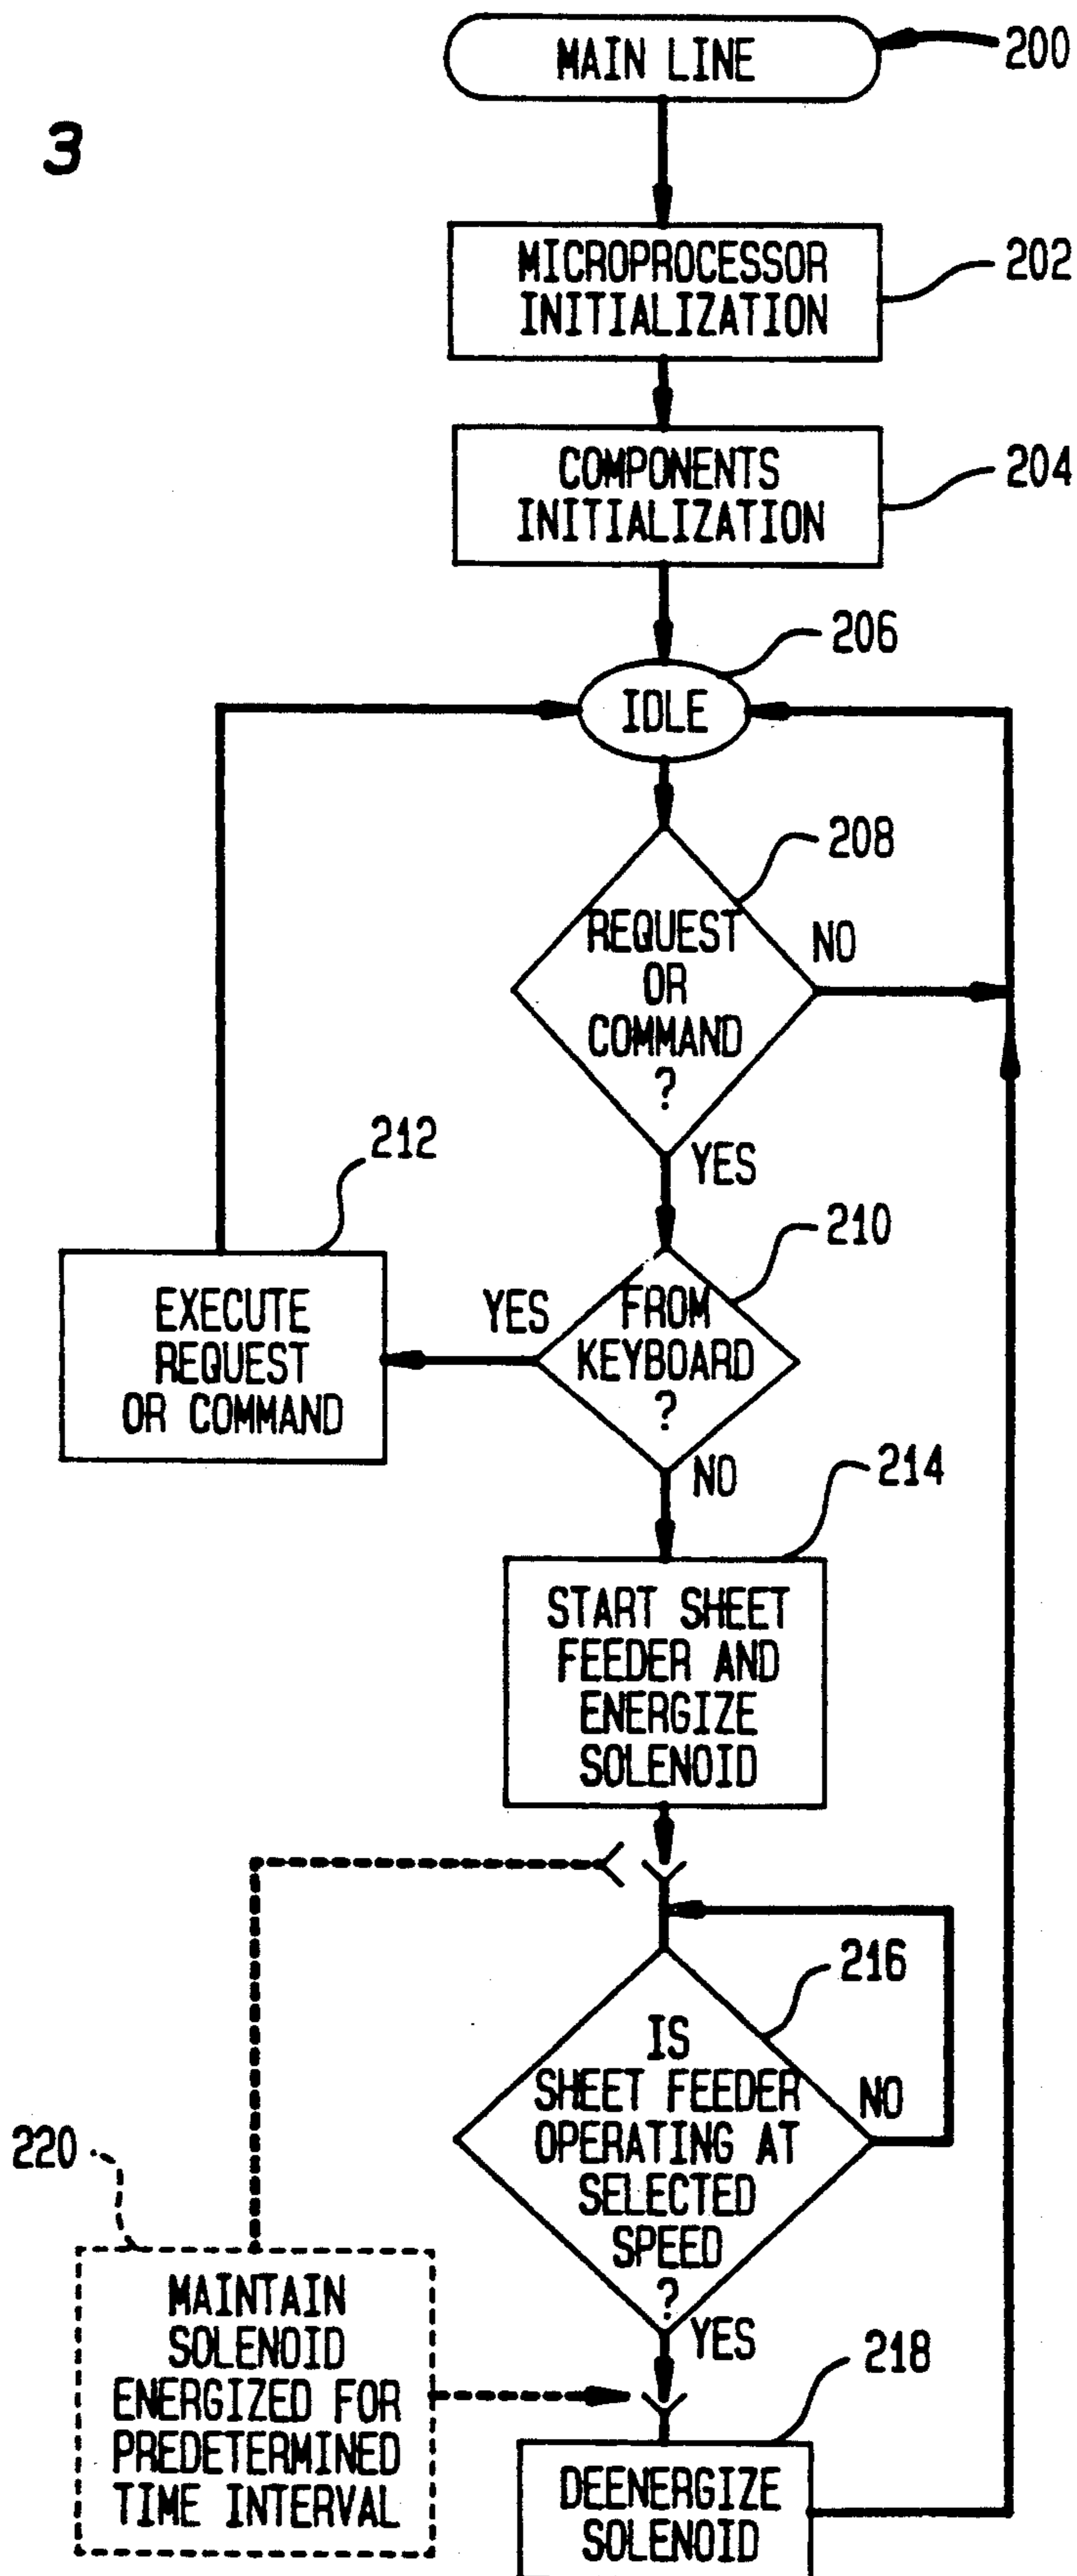 MAIN LINE
200
3
MICROPROCESSOR
INITIALIZATION
202
COMPONENTS
INITIALIZATION
204
206
IDLE
208
REQUEST
OR
COMMAND
?
NO
YES
212
210
EXECUTE
REQUEST
OR COMMAND
YES
FROM
KEYBOARD
?
NO
214
START SHEET
FEEDER AND
ENERGIZE
SOLENOID
216
IS
SHEET FEEDER
OPERATING AT
SELECTED
SPEED
?
NO
YES
220
MAINTAIN
SOLENOID
ENERGIZED FOR
PREDETERMINED
TIME INTERVAL
218
DEENERGIZE
SOLENOID